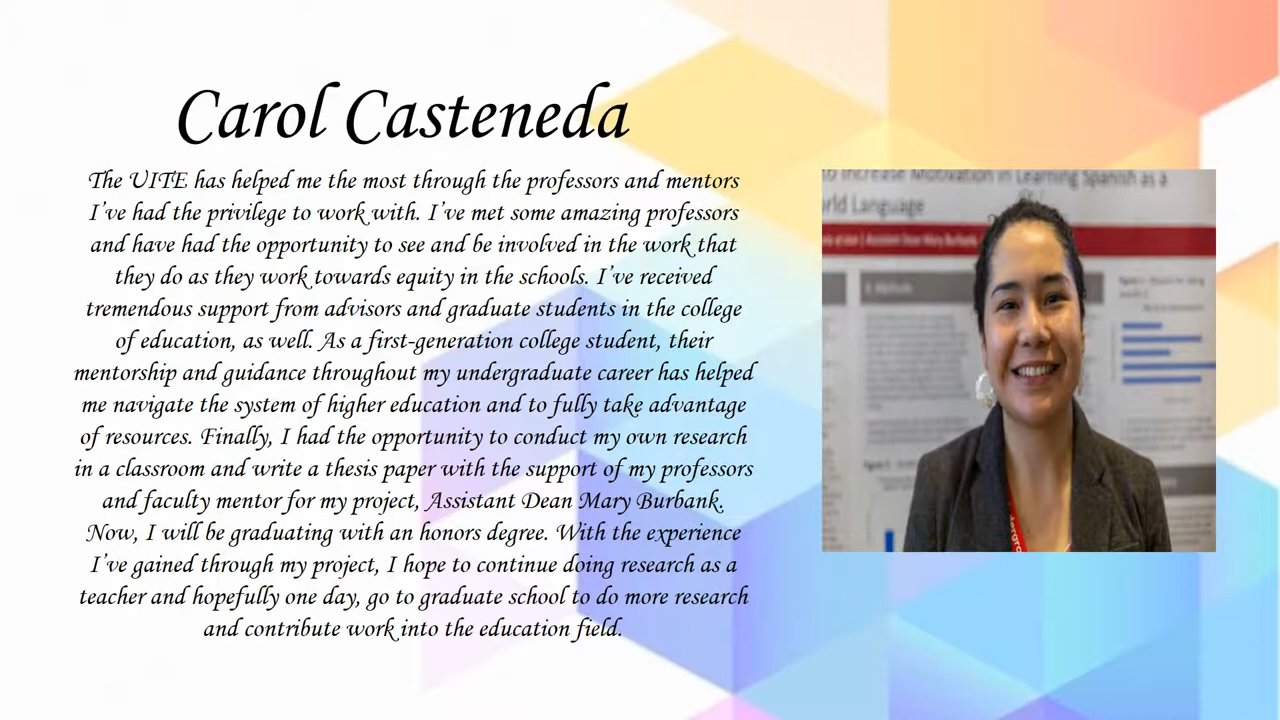 Carol Casteneda
The UITE has helped me the most through the professors and mentors
I've had the privilege to work with. I've met some amazing professors
and have had the opportunity to see and be involved in the work that
they do as they work towards equity in the schools. I've received
tremendous support from advisors and graduate students in the college
of education, as well. As a first-generation college student, their
mentorship and guidance throughout my undergraduate career has helped
me navigate the system of higher education and to fully take advantage
of resources. Finally, I had the opportunity to conduct my own research
in a classroom and write a thesis paper with the support of my professors
and faculty mentor for my project, Assistant Dean Mary Burbank.
Now, I will be graduating with an honors degree. With the experience
I've gained through my project, I hope to continue doing research as a
teacher and hopefully one day, go to graduate school to do more research
and contribute work into the education field.
to Increase Motivation in Learning Spanish as a
Language
Assistant Dean Mary